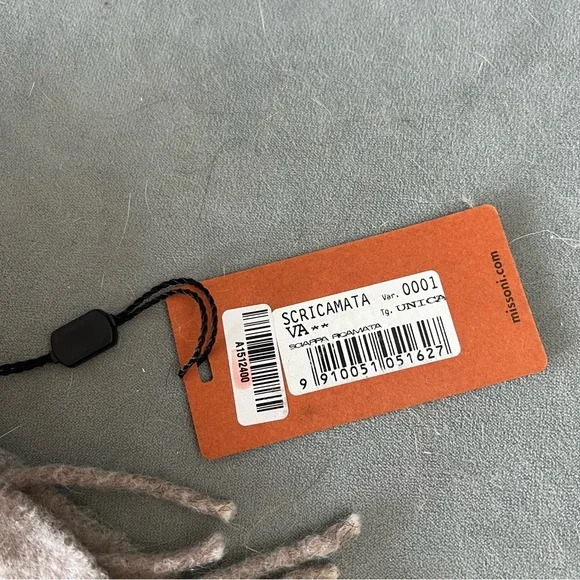 SCRICAMATA Var. 0001
VA** Tg. UNICA
SCIARPA RICAMATA
9 910051 051627
A1512400
missoni.com